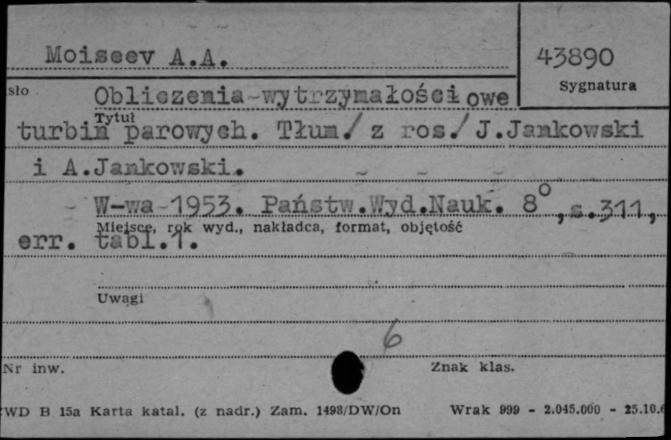 Moiseev A.A.
43890
Sygnatura
sło
Obliczenia wytrzymałościowe
Tytuł
turbin parowych. Tłum/ z ros/ J.Jankowski
i A.Jankowski.
W-wa 1953. Państw.Wyd.Nauk. 8⁰, s.311,
Miejsce, rok wyd., nakładca, format, objętość
err. tabl.1.
Uwagi
6
Nr inw.
Znak klas.
WD B 15a Karta katal. (z nadr.) Zam. 1498/DW/On
Wrak 999 - 2.045.000 - 25.10.